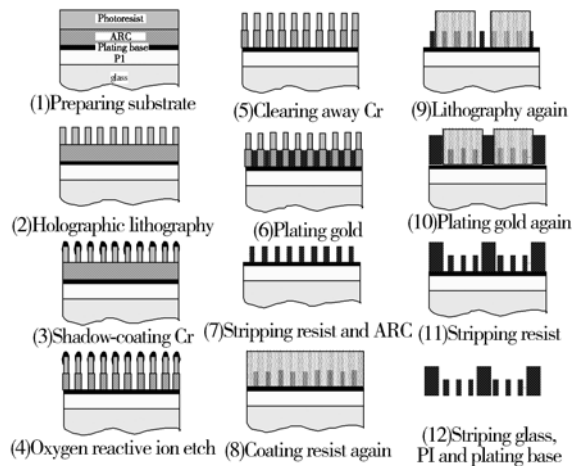 Photoresist
ARC
Plating base
PI
glass
(1)Preparing substrate
(2)Holographic lithography
(3)Shadow-coating Cr
(4)Oxygen reactive ion etch
(5)Clearing away Cr
(6)Plating gold
(7)Stripping resist and ARC
(8)Coating resist again
(9)Lithography again
(10)Plating gold again
(11)Stripping resist
(12)Striping glass,
PI and plating base